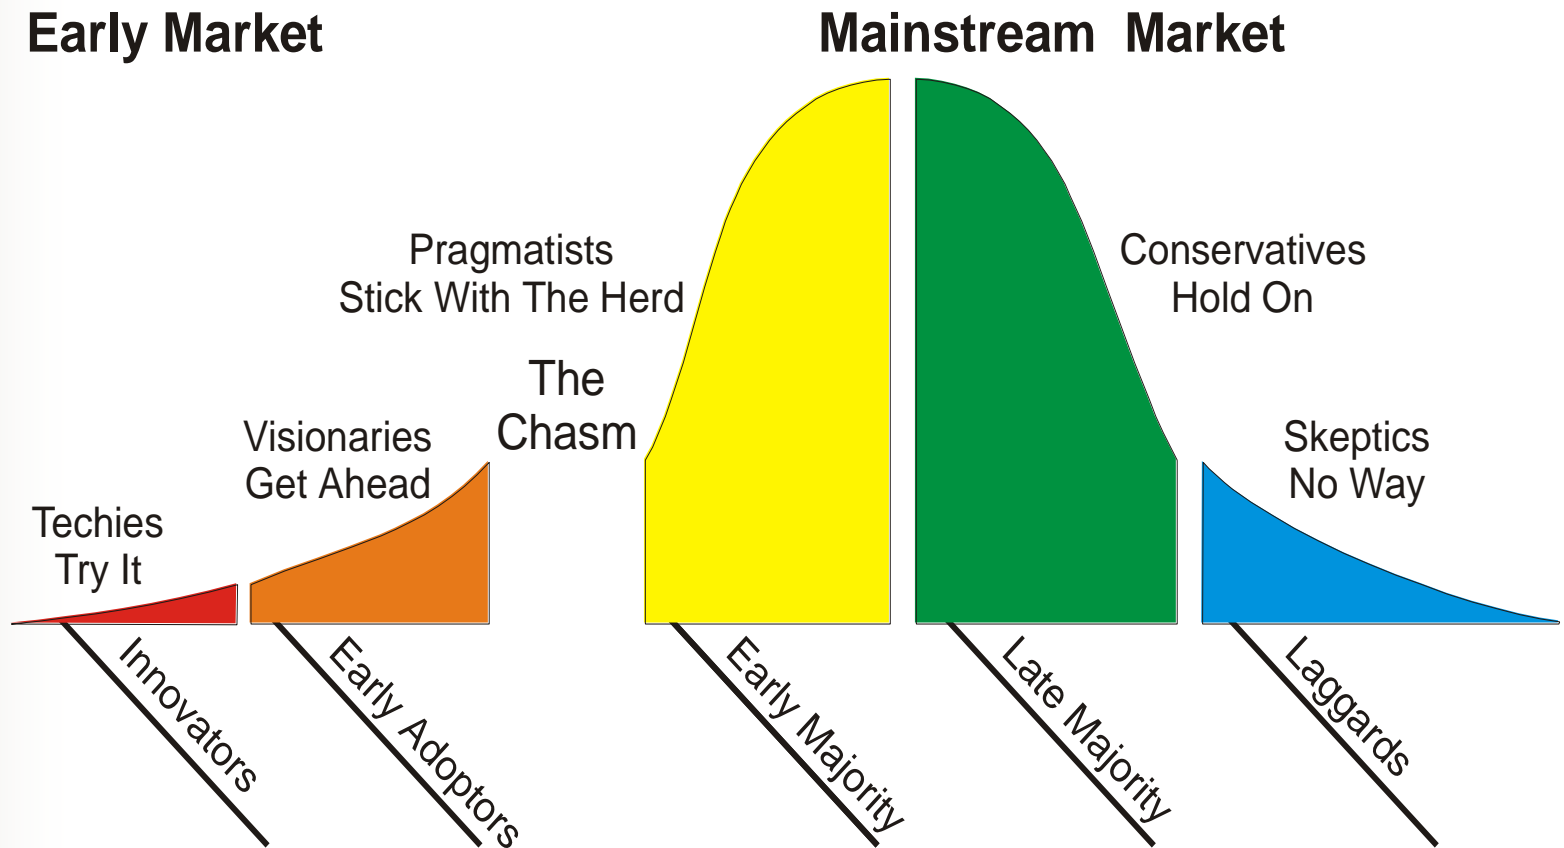 Early Market
Mainstream Market
Pragmatists
Stick With The Herd
Conservatives
Hold On
The
Chasm
Visionaries
Get Ahead
Skeptics
No Way
Techies
Try It
Innovators
Early Adoptors
Early Majority
Late Majority
Laggards